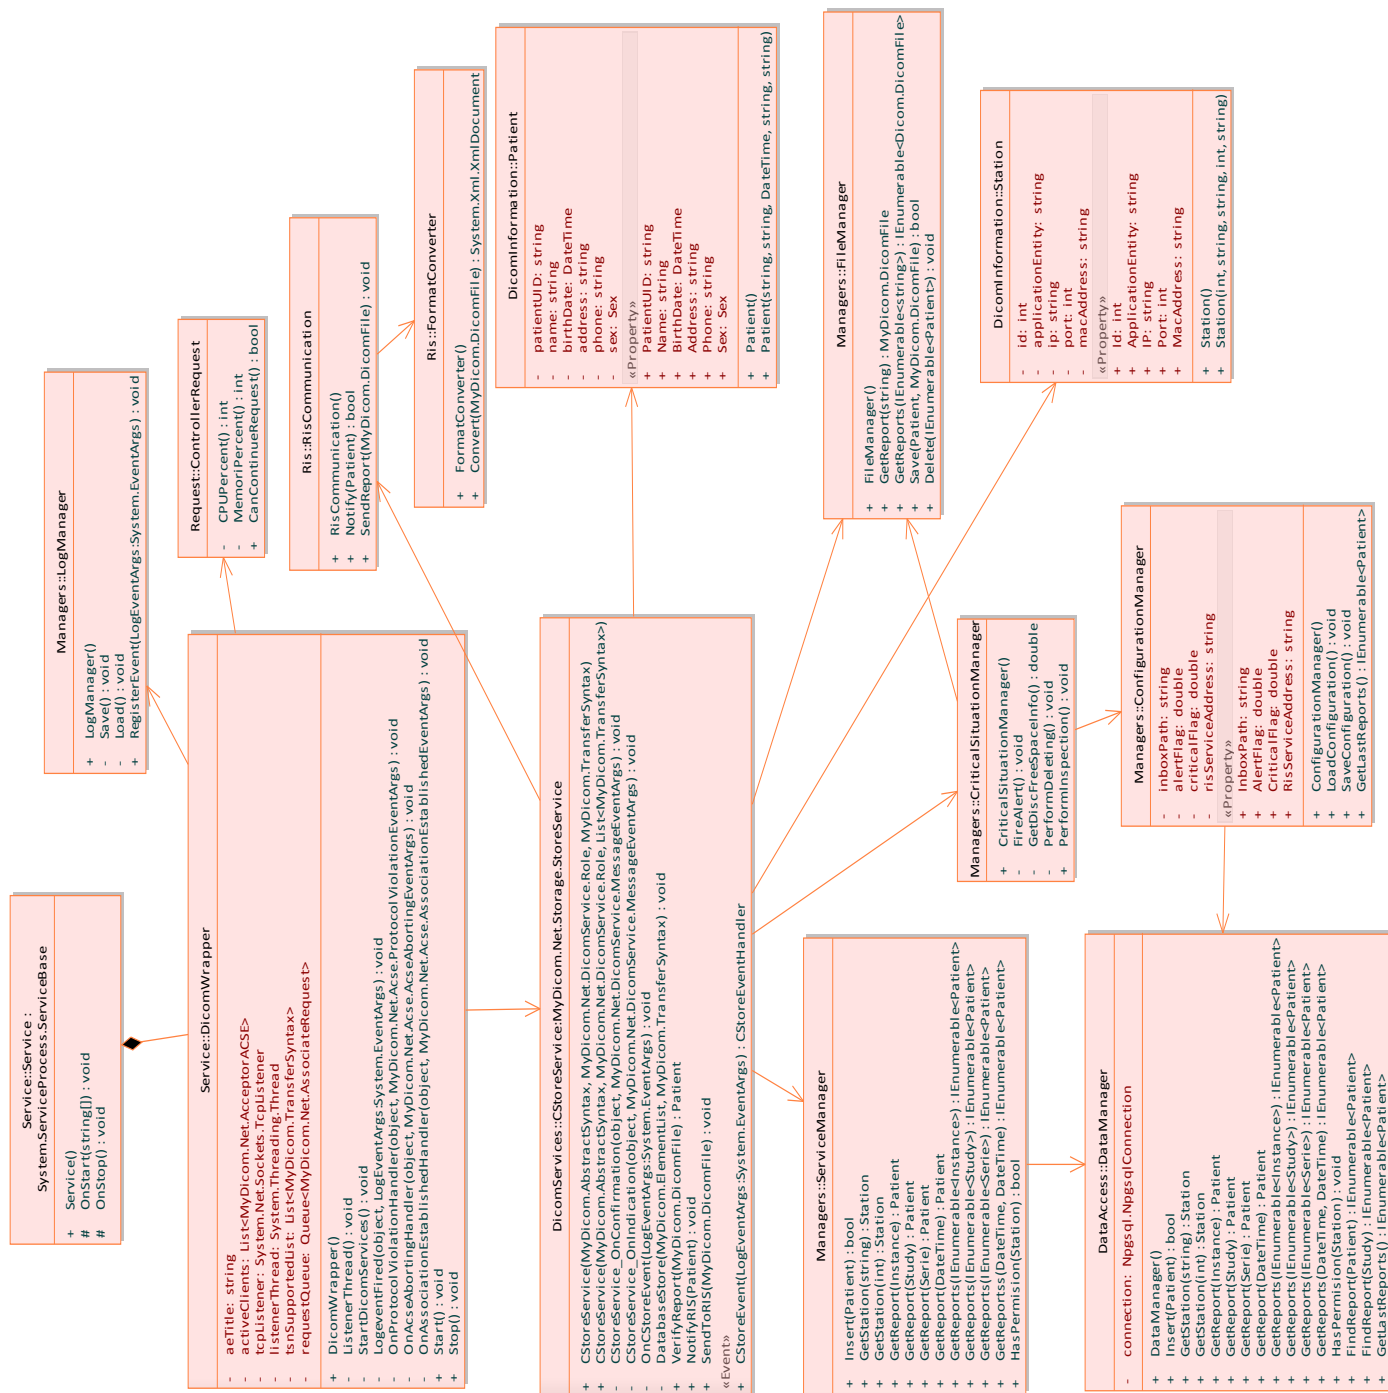 Service::Service :
System.ServiceProcess.ServiceBase
+ Service()
# OnStart(string[]) : void
# OnStop() : void
Managers::LogManager
+ LogManager()
- Save() : void
- Load() : void
+ RegisterEvent(LogEventArgs :System.EventArgs) : void
Service::DicomWrapper
- aeTitle: string
- activeClients: List<MyDicom.Net.AcceptorACSE>
- tcpListener: System.Net.Sockets.TcpListener
- listenerThread: System.Threading.Thread
- tsnSupportedList: List<MyDicom.TransferSyntax>
- requestQueue: Queue<MyDicom.Net.AssociateRequest>
+ DicomWrapper()
- ListenerThread() : void
- StartDicomServices() : void
- LogeventFired(object, LogEventArgs:System.EventArgs) : void
- OnProtocolViolationHandler(object, MyDicom.Net.Acse.ProtocolViolationEventArgs) : void
- OnAcseAbortingHandler(object, MyDicom.Net.Acse.AcseAbortingEventArgs) : void
- OnAssociationEstablishedHandler(object, MyDicom.Net.Acse.AssociationEstablishedEventArgs) : void
+ Start() : void
+ Stop() : void
Request::ControllerRequest
- CPUPercent() : int
- MemoriPercent() : int
+ CanContinueRequest() : bool
Ris::RisCommunication
+ RisCommunication()
+ Notify(Patient) : bool
+ SendReport(MyDicom.DicomFile) : void
Ris::FormatConverter
+ FormatConverter()
+ Convert(MyDicom.DicomFile) : System.Xml.XmlDocument
DicomInformation::Patient
- patientUID: string
- name: string
- birthDate: DateTime
- address: string
- phone: string
- sex: Sex
«Property»
+ PatientUID: string
+ Name: string
+ BirthDate: DateTime
+ Address: string
+ Phone: string
+ Sex: Sex
+ Patient()
+ Patient(string, string, DateTime, string, string)
DicomServices::CStoreService:MyDicom.Net.Storage.StoreService
+ CStoreService(MyDicom.AbstractSyntax, MyDicom.Net.DicomService.Role, MyDicom.TransferSyntax)
+ CStoreService(MyDicom.AbstractSyntax, MyDicom.Net.DicomService.Role, List<MyDicom.TransferSyntax>)
- CStoreService_OnConfirmation(object, MyDicom.Net.DicomService.MessageEventArgs) : void
- CStoreService_OnIndication(object, MyDicom.Net.DicomService.MessageEventArgs) : void
- OnCStoreEvent(LogEventArgs:System.EventArgs) : void
- DatabaseStore(MyDicom.ElementList, MyDicom.TransferSyntax) : void
+ VerifyReport(MyDicom.DicomFile) : Patient
- NotifyRIS(Patient) : void
+ SendToRIS(MyDicom.DicomFile) : void
«Event»
+ CStoreEvent(LogEventArgs:System.EventArgs) : CStoreEventHandler
Managers::FileManager
+ FileManager()
+ GetReport(string) : MyDicom.DicomFile
+ GetReports(IEnumerable<string>) : IEnumerable<Dicom.DicomFile>
+ Save(Patient, MyDicom.DicomFile) : bool
+ Delete(IEnumerable<Patient>) : void
DicomInformation::Station
- id: int
- applicationEntity: string
- ip: string
- port: int
- macAddress: string
«Property»
+ Id: int
+ ApplicationEntity: string
+ IP: string
+ Port: int
+ MacAddress: string
+ Station()
+ Station(int, string, string, int, string)
Managers::CriticalSituationManager
+ CriticalSituationManager()
- FireAlert() : void
- GetDiscFreeSpaceInfo() : double
- PerformDeleting() : void
+ PerformInspection() : void
Managers::ConfigurationManager
- inboxPath: string
- alertFlag: double
- criticalFlag: double
- risServiceAddress: string
«Property»
+ InboxPath: string
+ AlertFlag: double
+ CriticalFlag: double
+ RisServiceAddress: string
+ ConfigurationManager()
+ LoadConfiguration() : void
+ SaveConfiguration() : void
+ GetLastReports() : IEnumerable<Patient>
Managers::ServiceManager
+ Insert(Patient) : bool
+ GetStation(string) : Station
+ GetStation(int) : Station
+ GetReport(Instance) : Patient
+ GetReport(Study) : Patient
+ GetReport(Serie) : Patient
+ GetReport(DateTime) : Patient
+ GetReports(IEnumerable<Instance>) : IEnumerable<Patient>
+ GetReports(IEnumerable<Study>) : IEnumerable<Patient>
+ GetReports(IEnumerable<Serie>) : IEnumerable<Patient>
+ GetReports(DateTime, DateTime) : IEnumerable<Patient>
+ HasPermission(Station) : bool
DataAccess::DataManager
- connection: Npgsql.NpgsqlConnection
+ DataManager()
+ Insert(Patient) : bool
+ GetStation(string) : Station
+ GetStation(int) : Station
+ GetReport(Instance) : Patient
+ GetReport(Study) : Patient
+ GetReport(Serie) : Patient
+ GetReport(DateTime) : Patient
+ GetReports(IEnumerable<Instance>) : IEnumerable<Patient>
+ GetReports(IEnumerable<Study>) : IEnumerable<Patient>
+ GetReports(IEnumerable<Serie>) : IEnumerable<Patient>
+ GetReports(DateTime, DateTime) : IEnumerable<Patient>
+ HasPermision(Station) : void
+ FindReport(Patient) : IEnumerable<Patient>
+ FindReport(Study) : IEnumerable<Patient>
+ GetLastReports() : IEnumerable<Patient>